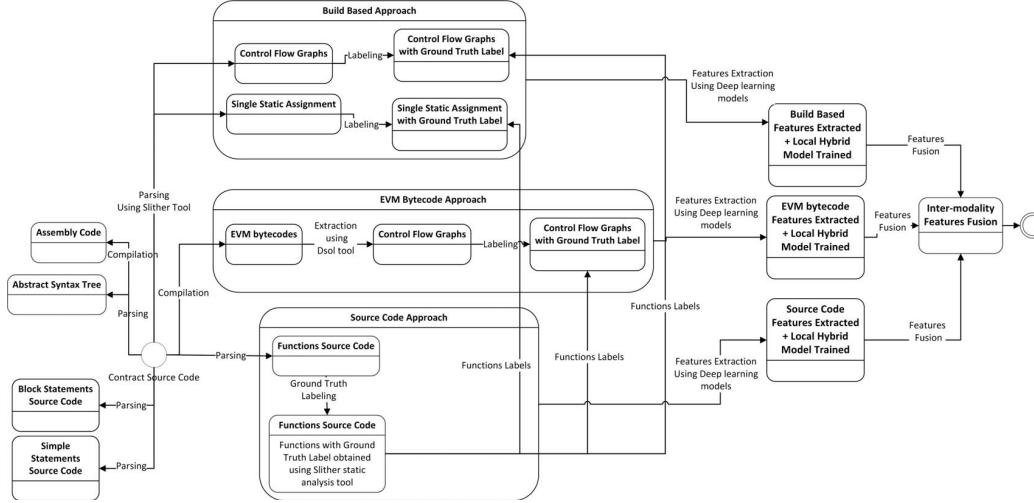 Build Based Approach
Control Flow Graphs
Labeling
Control Flow Graphs
with Ground Truth Label
Single Static Assignment
Labeling
Single Static Assignment
with Ground Truth Label
Features Extraction
Using Deep learning
models
Build Based
Features Extracted
+ Local Hybrid
Model Trained
Features
Fusion
Parsing
Using Slither Tool
EVM Bytecode Approach
EVM bytecodes
Extraction
using
Dsol tool
Control Flow Graphs
Labeling
Control Flow Graphs
with Ground Truth Label
Features Extraction
Using Deep learning
models
EVM bytecode
Features Extracted
+ Local Hybrid
Model Trained
Features
Fusion
Inter-modality
Features Fusion
Assembly Code
Compilation
Abstract Syntax Tree
Parsing
Compilation
Contract Source Code
Parsing
Source Code Approach
Functions Source Code
Ground Truth
Labeling
Functions Source Code
Functions with Ground
Truth Label obtained
using Slither static
analysis tool
Functions Labels
Functions Labels
Functions Labels
Features Extraction
Using Deep learning
models
Source Code
Features Extracted
+ Local Hybrid
Model Trained
Features
Fusion
Block Statements
Source Code
Parsing
Simple
Statements
Source Code
Parsing